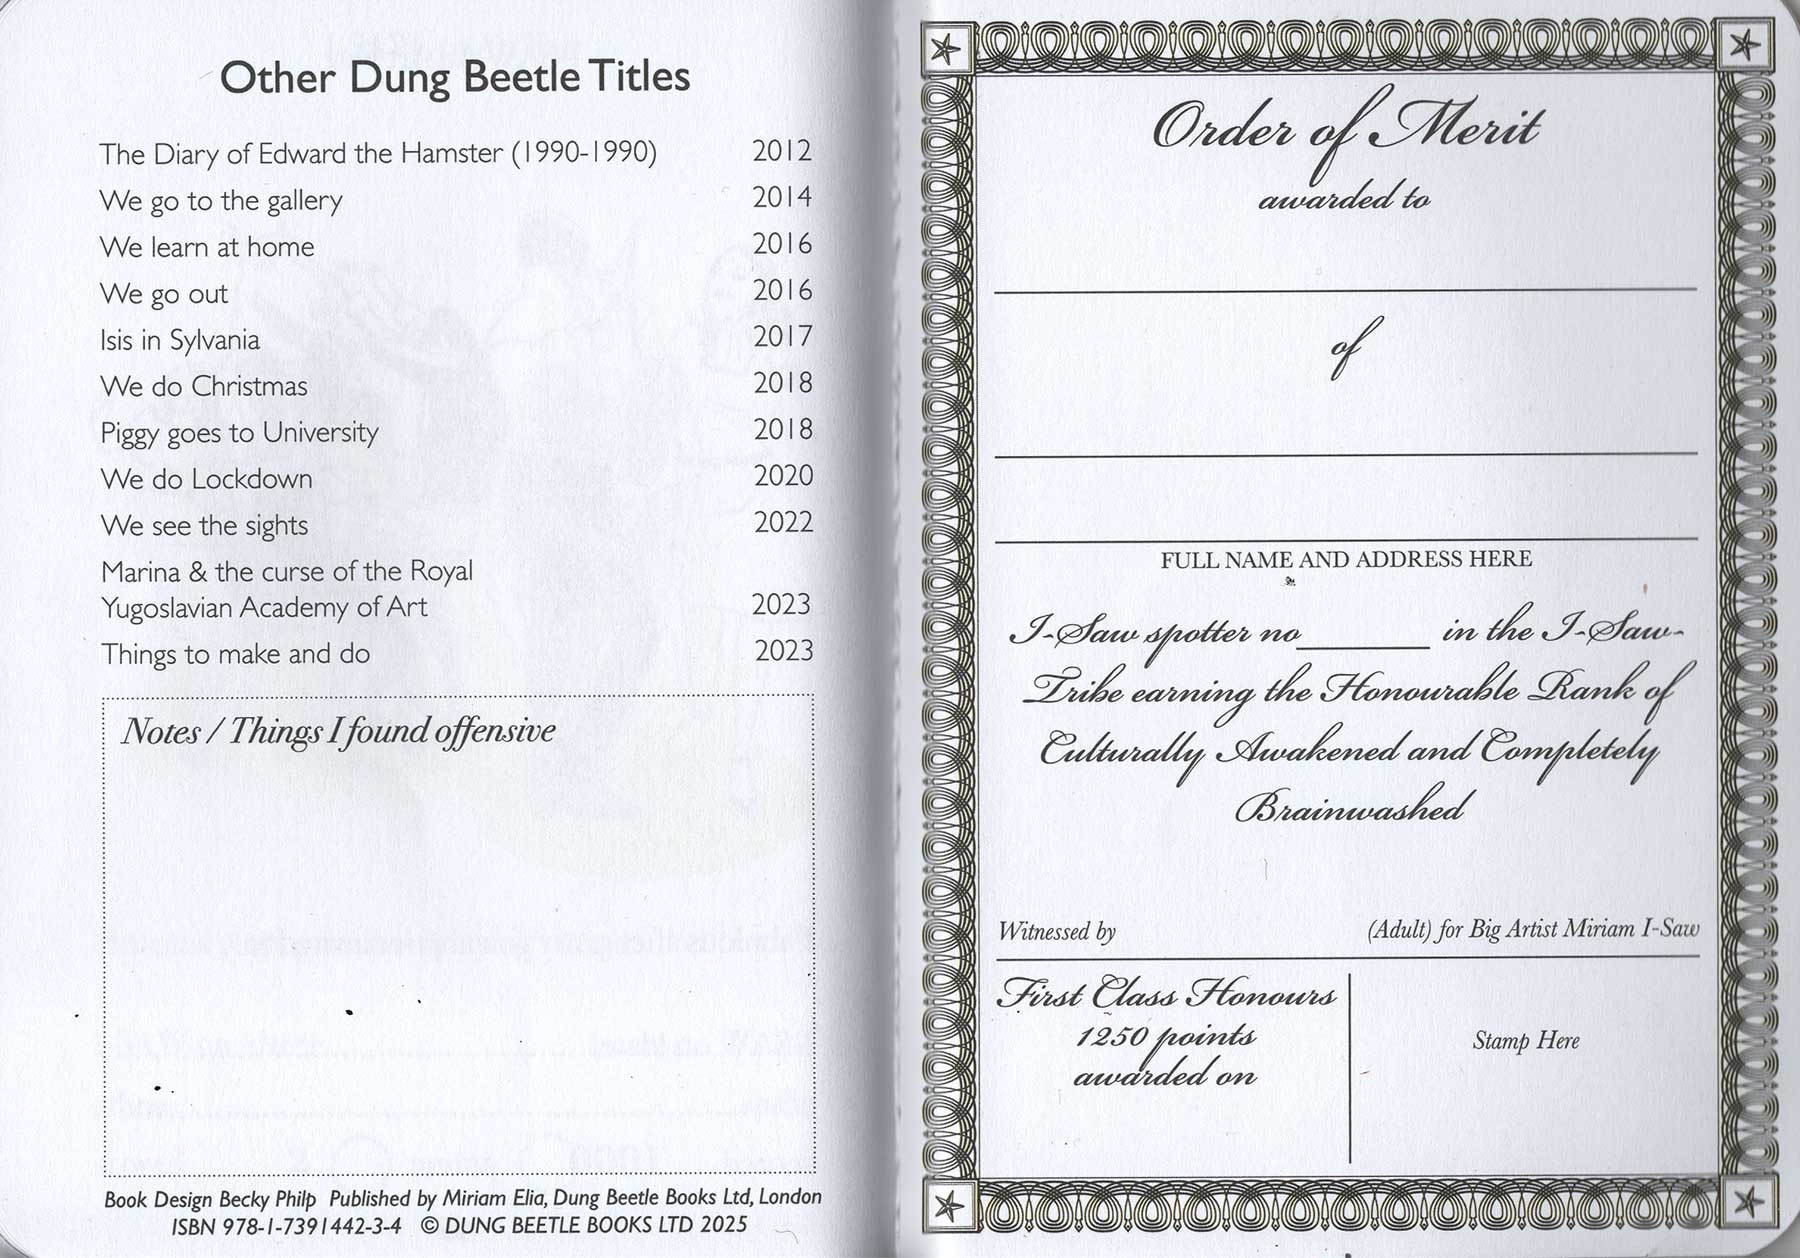 Other Dung Beetle Titles
The Diary of Edward the Hamster (1990-1990) 2012
We go to the gallery 2014
We learn at home 2016
We go out 2016
Isis in Sylvania 2017
We do Christmas 2018
Piggy goes to University 2018
We do Lockdown 2020
We see the sights 2022
Marina & the curse of the Royal
Yugoslavian Academy of Art 2023
Things to make and do 2023
Notes / Things I found offensive
Book Design Becky Philp Published by Miriam Elia, Dung Beetle Books Ltd, London
ISBN 978-1-7391442-3-4 © DUNG BEETLE BOOKS LTD 2025
Order of Merit
awarded to
of
FULL NAME AND ADDRESS HERE
I-Saw spotter no________ in the I-Saw-
Tribe earning the Honourable Rank of
Culturally Awakened and Completely
Brainwashed
Witnessed by (Adult) for Big Artist Miriam I-Saw
First Class Honours
1250 points
awarded on
Stamp Here